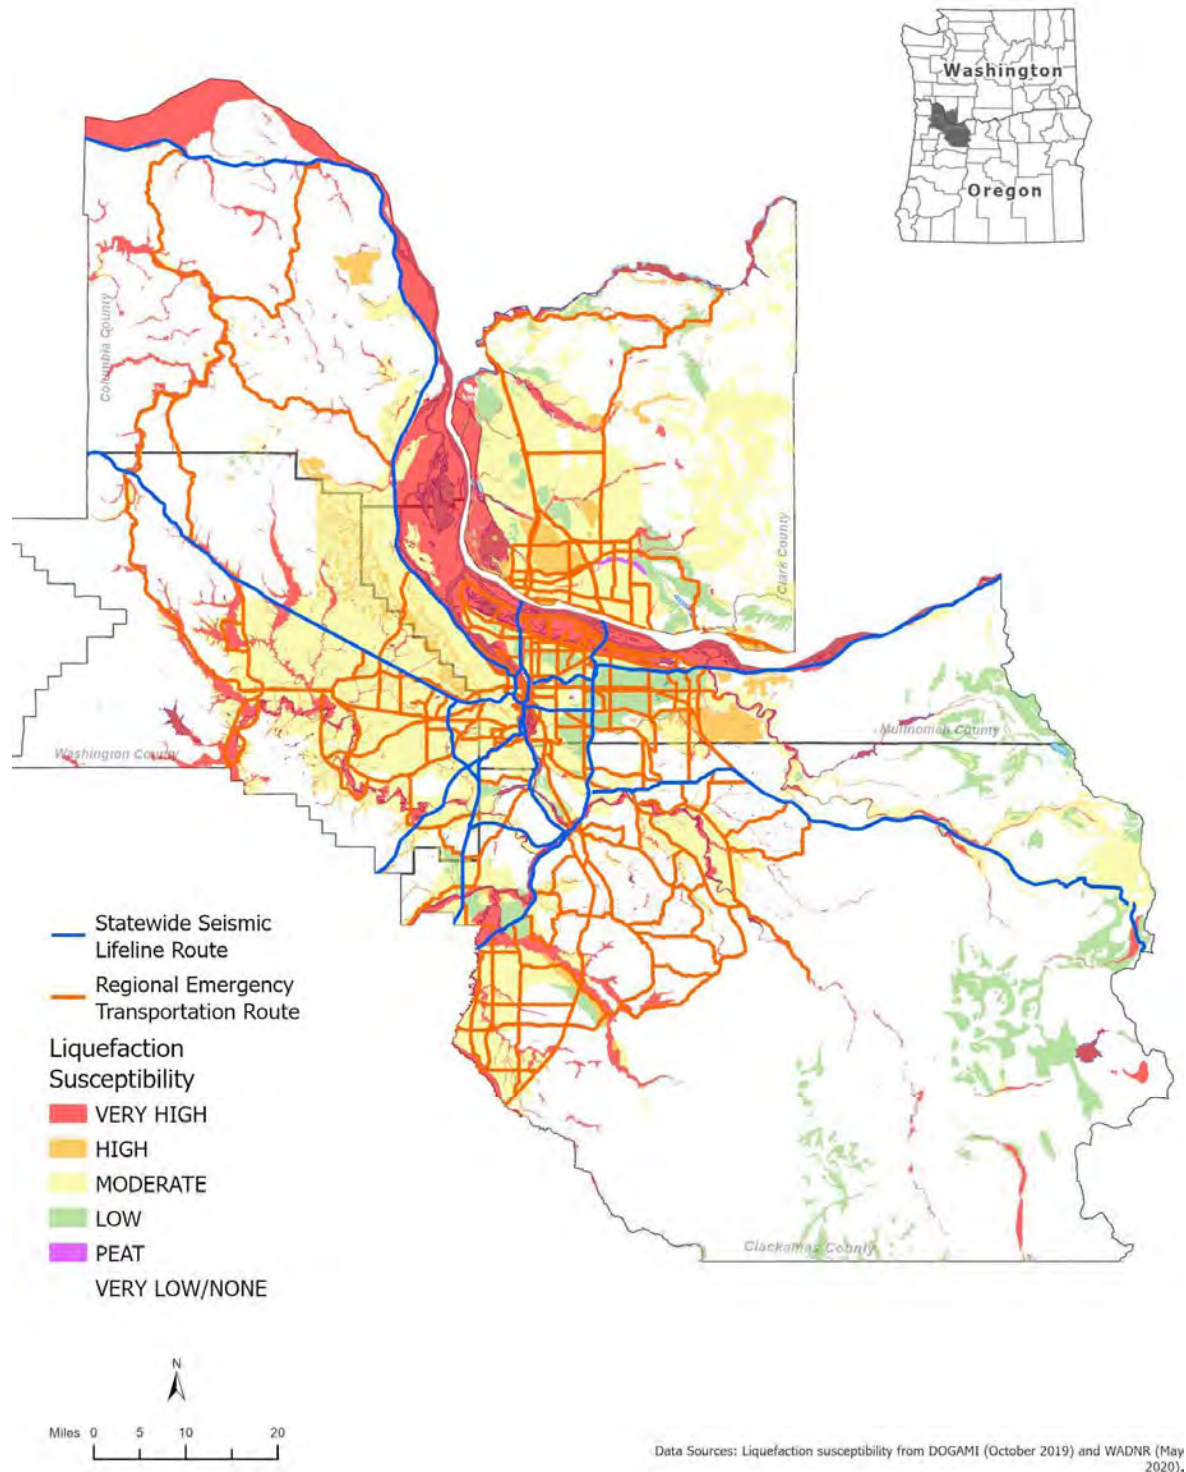 Washington
Oregon
Columbia County
Clark County
Multnomah County
Washington County
Statewide Seismic
Lifeline Route
Regional Emergency
Transportation Route
Liquefaction
Susceptibility
VERY HIGH
HIGH
MODERATE
LOW
PEAT
VERY LOW/NONE
Clackamas County
N
Miles 0 5 10 20
Data Sources: Liquefaction susceptibility from DOGAMI (October 2019) and WADNR (May
2020).